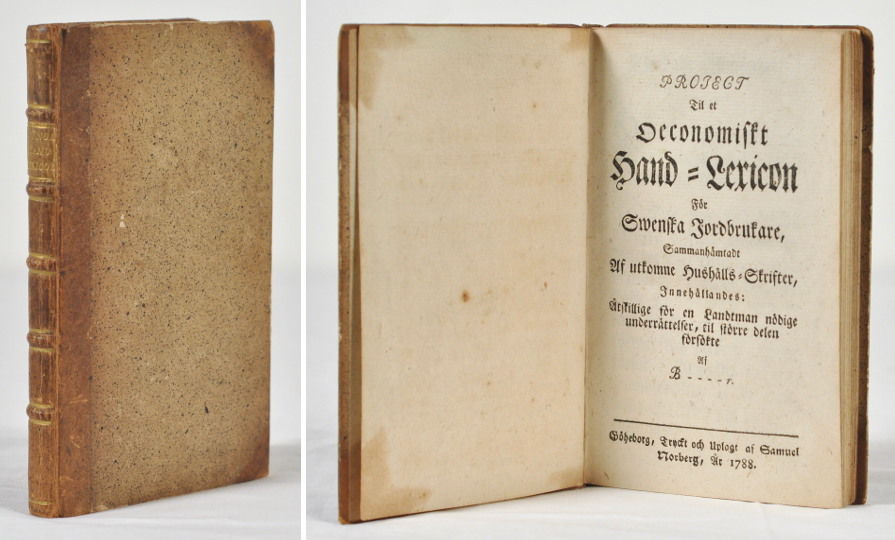 PROJECT
Til et
Oeconomiskt
Hand-Lexicon
För
Swenska Jordbrukare,
Sammanhämtadt
Af utkomne Hushålls-Skrifter,
Innehållandes:
Åtskillige för en Landtman nödige
underrättelser, til större delen
försökte
Af
B - - - - r.
Götheborg, Tryckt och Uplagt af Samuel
Norberg, År 1788.